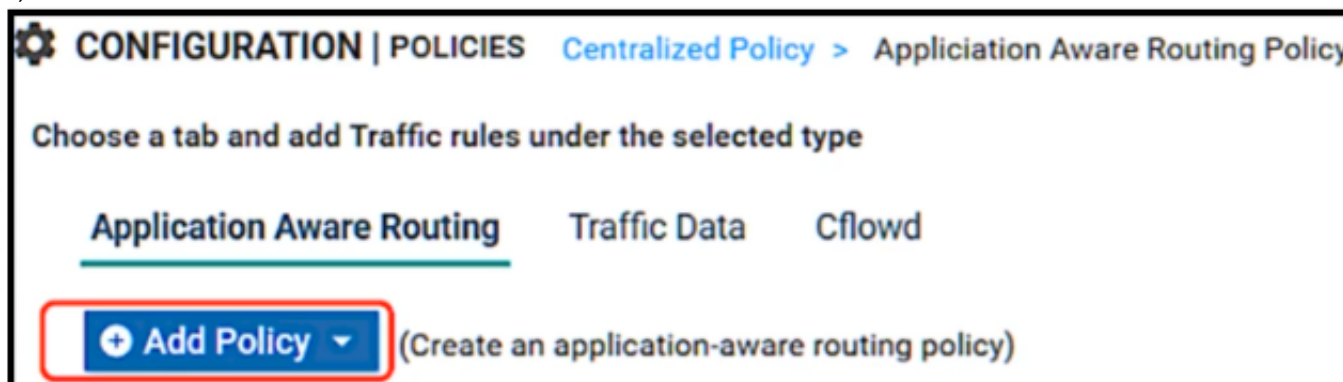 CONFIGURATION | POLICIES Centralized Policy > Appliciation Aware Routing Policy
Choose a tab and add Traffic rules under the selected type
Application Aware Routing Traffic Data Cflowd
Add Policy (Create an application-aware routing policy)